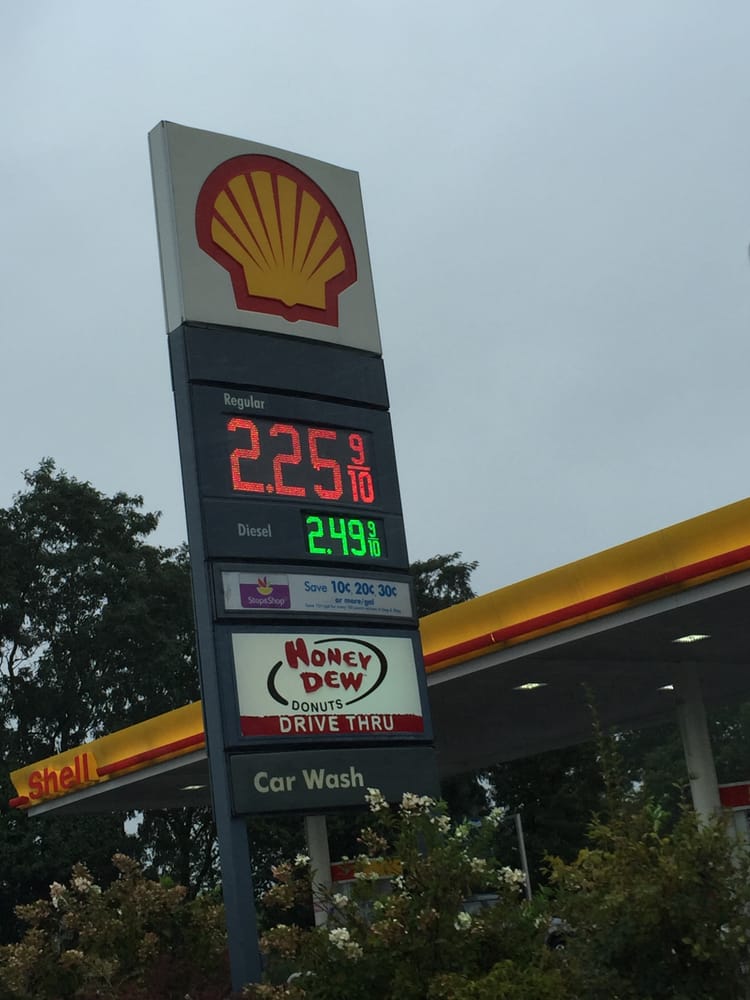 Regular
2.25 9/10
Diesel
2.49 9/10
Stop&Shop
Save 10¢ 20¢ 30¢
or more/gal
HONEY
DEW
DONUTS
DRIVE THRU
Car Wash
Shell